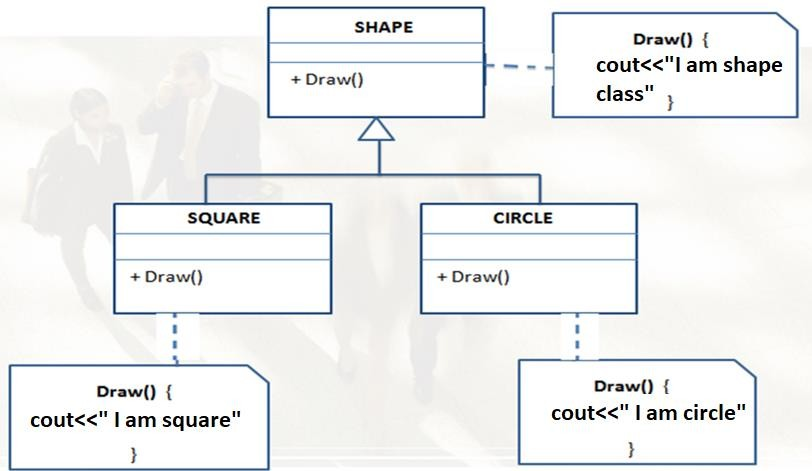 SHAPE
+ Draw()
Draw() {
cout<<"I am shape
class" }
SQUARE
+ Draw()
CIRCLE
+ Draw()
Draw() {
cout<<" I am square"
}
Draw() {
cout<<" I am circle"
}